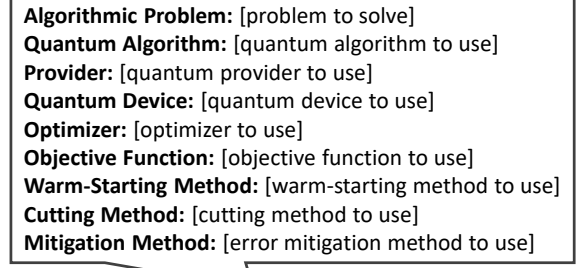 Algorithmic Problem: [problem to solve]
Quantum Algorithm: [quantum algorithm to use]
Provider: [quantum provider to use]
Quantum Device: [quantum device to use]
Optimizer: [optimizer to use]
Objective Function: [objective function to use]
Warm-Starting Method: [warm-starting method to use]
Cutting Method: [cutting method to use]
Mitigation Method: [error mitigation method to use]